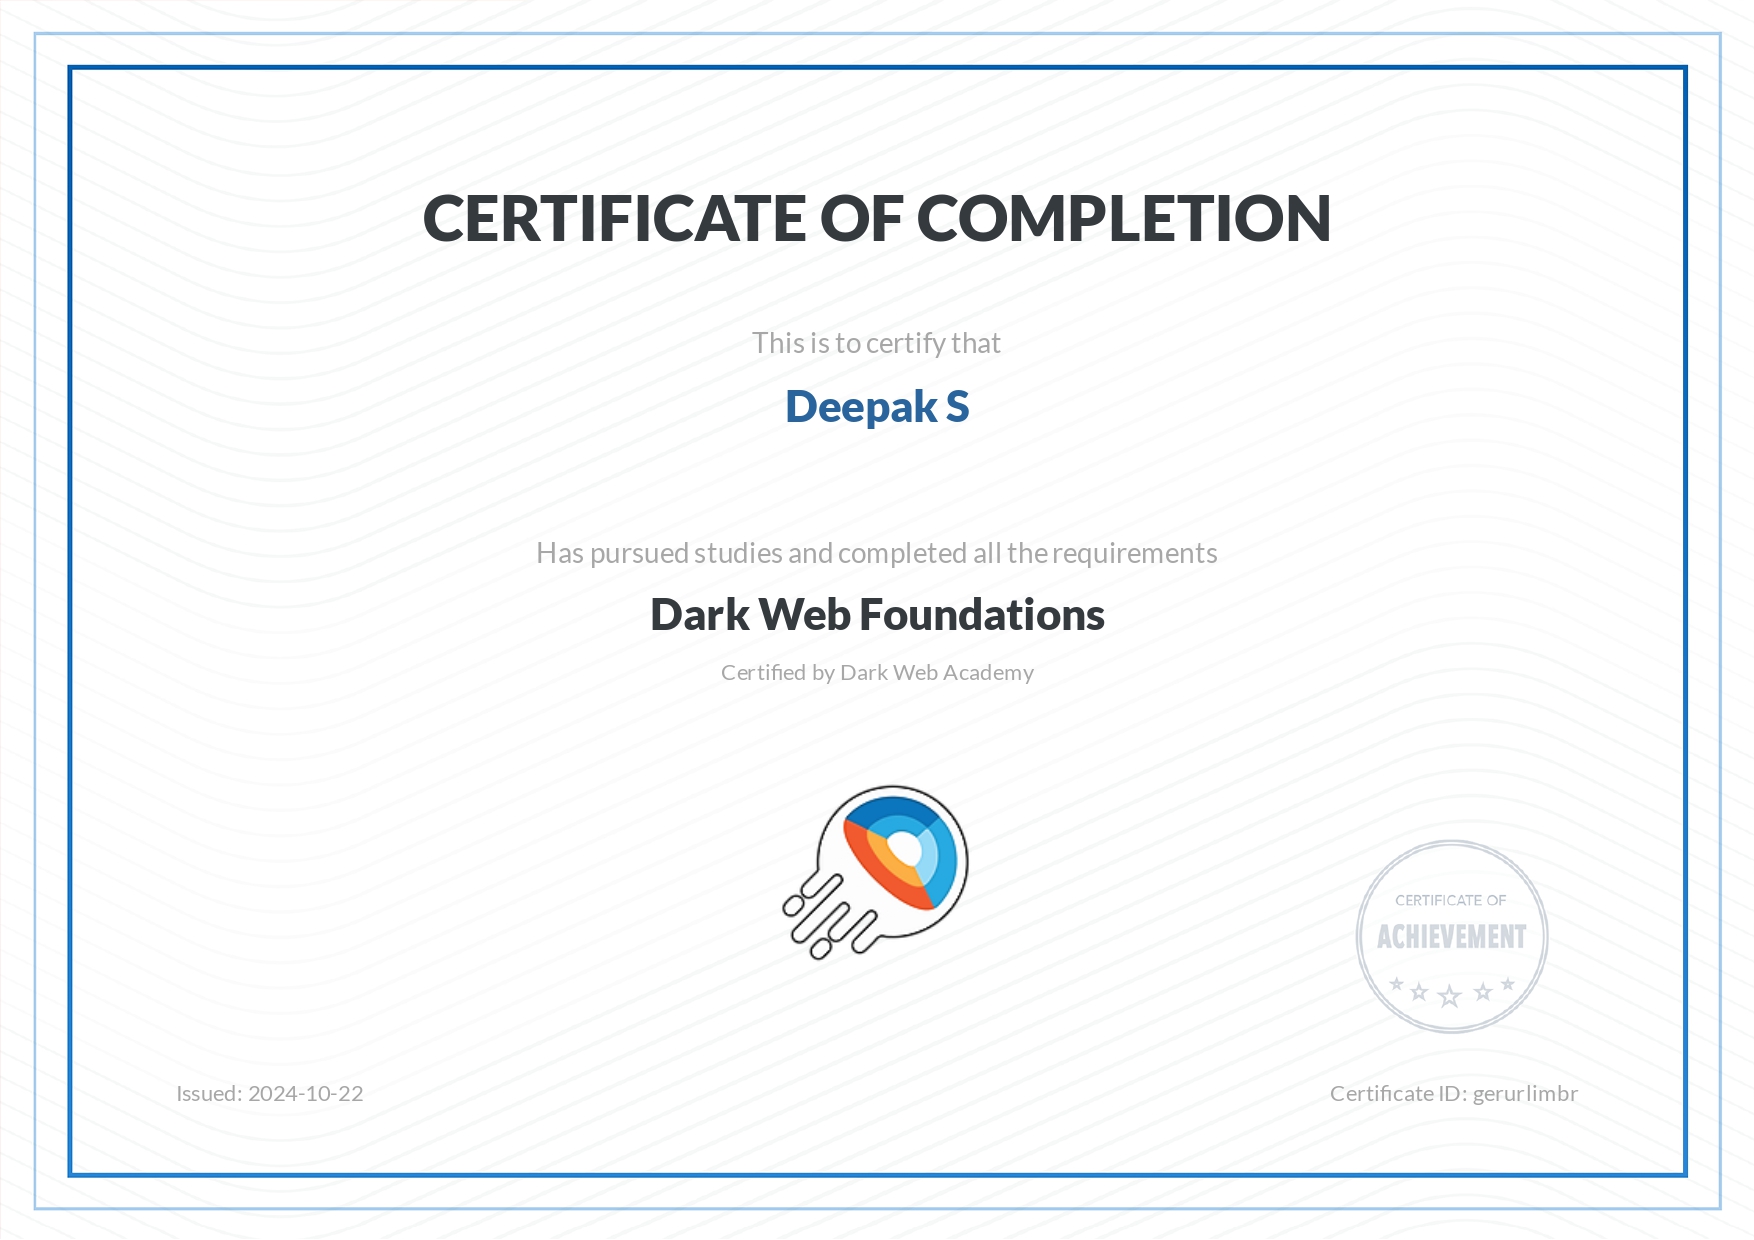 CERTIFICATE OF COMPLETION
This is to certify that
Deepak S
Has pursued studies and completed all the requirements
Dark Web Foundations
Certified by Dark Web Academy
CERTIFICATE OF
ACHIEVEMENT
Issued: 2024-10-22
Certificate ID: gerurlimbr